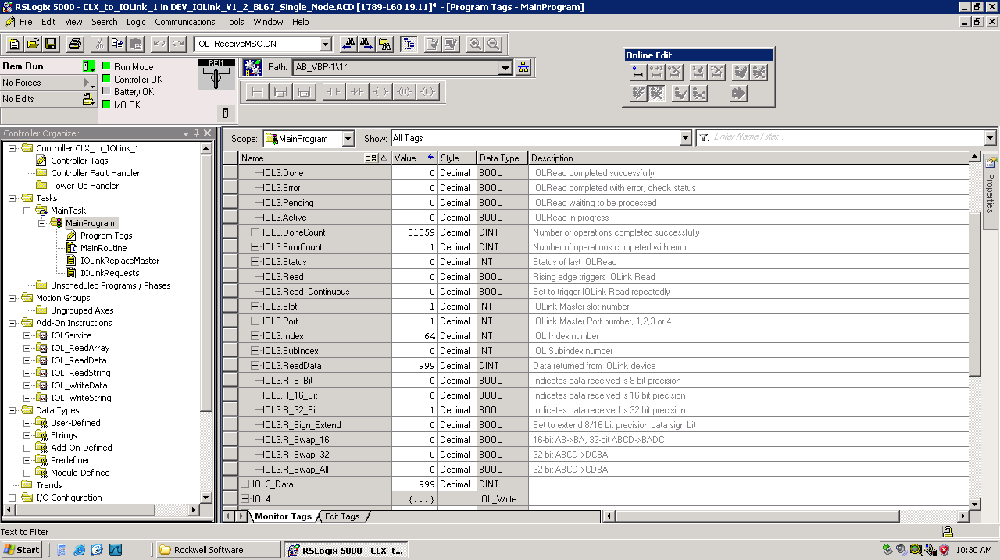 RSLogix 5000 - CLX_to_IOLink_1 in DEV_IOLink_V1_2_BL67_Single_Node.ACD [1789-L60 19.11]* - [Program Tags - MainProgram]
File Edit View Search Logic Communications Tools Window Help
IOL_ReceiveMSG.DN
Rem Run
No Forces
No Edits
Run Mode
Controller OK
Battery OK
I/O OK
REM
Path: AB_VBP-1\1*
Online Edit
Controller Organizer
Controller CLX_to_IOLink_1
Controller Tags
Controller Fault Handler
Power-Up Handler
Tasks
MainTask
MainProgram
Program Tags
MainRoutine
IOLinkReplaceMaster
IOLinkRequests
Unscheduled Programs / Phases
Motion Groups
Ungrouped Axes
Add-On Instructions
IOLService
IOL_ReadArray
IOL_ReadData
IOL_ReadString
IOL_WriteData
IOL_WriteString
Data Types
User-Defined
Strings
Add-On-Defined
Predefined
Module-Defined
Trends
I/O Configuration
Scope: MainProgram Show: All Tags Enter Name Filter...
Name Value Style Data Type Description
IOL3.Done 0 Decimal BOOL IOLRead completed successfully
IOL3.Error 0 Decimal BOOL IOLRead completed with error, check status
IOL3.Pending 0 Decimal BOOL IOLRead waiting to be processed
IOL3.Active 0 Decimal BOOL IOLRead in progress
IOL3.DoneCount 81859 Decimal DINT Number of operations completed successfully
IOL3.ErrorCount 1 Decimal DINT Number of operations competed with error
IOL3.Status 0 Decimal INT Status of last IOLRead
IOL3.Read 0 Decimal BOOL Rising edge triggers IOLink Read
IOL3.Read_Continuous 0 Decimal BOOL Set to trigger IOLink Read repeatedly
IOL3.Slot 1 Decimal INT IOLink Master slot number
IOL3.Port 1 Decimal INT IOLink Master Port number, 1,2,3 or 4
IOL3.Index 64 Decimal INT IOL Index number
IOL3.SubIndex 0 Decimal INT IOL Subindex number
IOL3.ReadData 999 Decimal DINT Data returned from IOLink device
IOL3.R_8_Bit 0 Decimal BOOL Indicates data received is 8 bit precision
IOL3.R_16_Bit 0 Decimal BOOL Indicates data received is 16 bit precision
IOL3.R_32_Bit 1 Decimal BOOL Indicates data received is 32 bit precision
IOL3.R_Sign_Extend 0 Decimal BOOL Set to extend 8/16 bit precision data sign bit
IOL3.R_Swap_16 0 Decimal BOOL 16-bit AB->BA, 32-bit ABCD->BADC
IOL3.R_Swap_32 0 Decimal BOOL 32-bit ABCD->DCBA
IOL3.R_Swap_All 0 Decimal BOOL 32-bit ABCD->CDBA
IOL3_Data 999 Decimal DINT
IOL4 {...} IOL_Write...
Monitor Tags Edit Tags
Properties
Text to Filter
Start Rockwell Software RSLogix 5000 - CLX_t... 10:30 AM